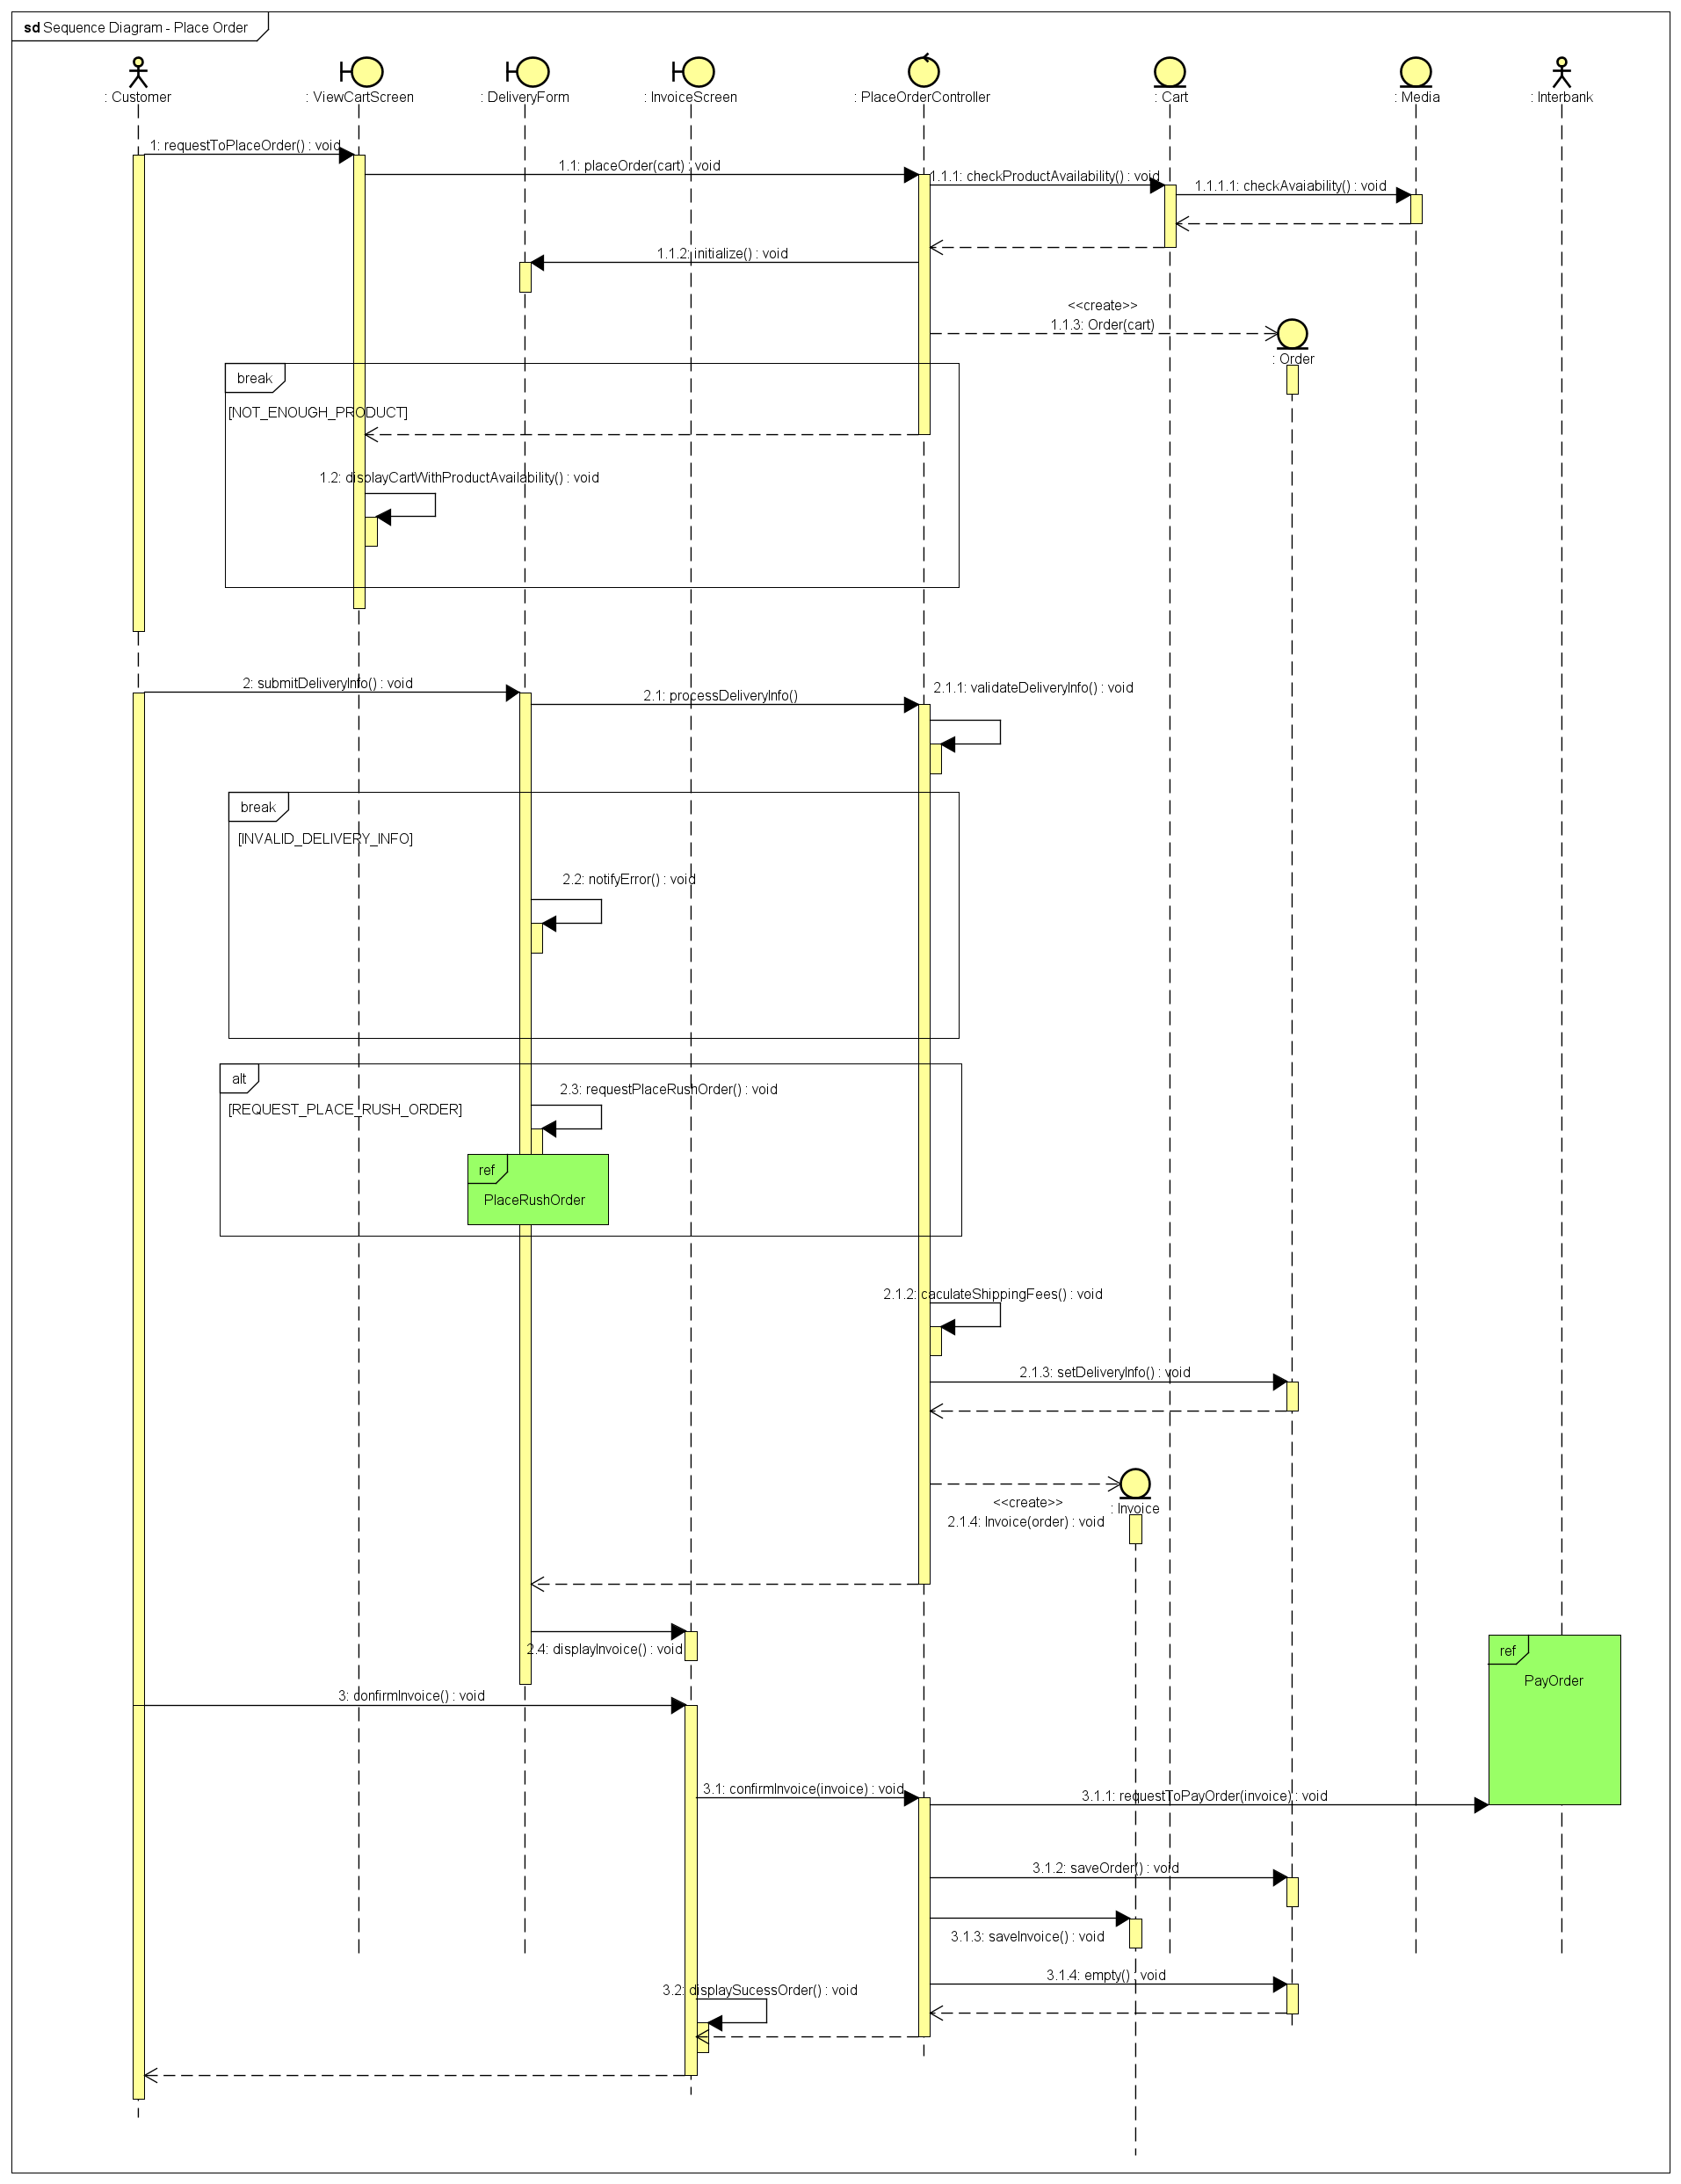 sd Sequence Diagram - Place Order
: Customer
: ViewCartScreen
: DeliveryForm
: InvoiceScreen
: PlaceOrderController
: Cart
: Media
: Interbank
1: requestToPlaceOrder() : void
1.1: placeOrder(cart) : void
1.1.1: checkProductAvailability() : void
1.1.1.1: checkAvaiability() : void
1.1.2: initialize() : void
<<create>>
1.1.3: Order(cart)
: Order
break
[NOT_ENOUGH_PRODUCT]
1.2: displayCartWithProductAvailability() : void
2: submitDeliveryInfo() : void
2.1: processDeliveryInfo()
2.1.1: validateDeliveryInfo() : void
break
[INVALID_DELIVERY_INFO]
2.2: notifyError() : void
alt
[REQUEST_PLACE_RUSH_ORDER]
2.3: requestPlaceRushOrder() : void
ref
PlaceRushOrder
2.1.2: caculateShippingFees() : void
2.1.3: setDeliveryInfo() : void
<<create>>
2.1.4: Invoice(order) : void
: Invoice
2.4: displayInvoice() : void
ref
PayOrder
3: confirmInvoice() : void
3.1: confirmInvoice(invoice) : void
3.1.1: requestToPayOrder(invoice) : void
3.1.2: saveOrder() : void
3.1.3: saveInvoice() : void
3.1.4: empty() : void
3.2: displaySucessOrder() : void